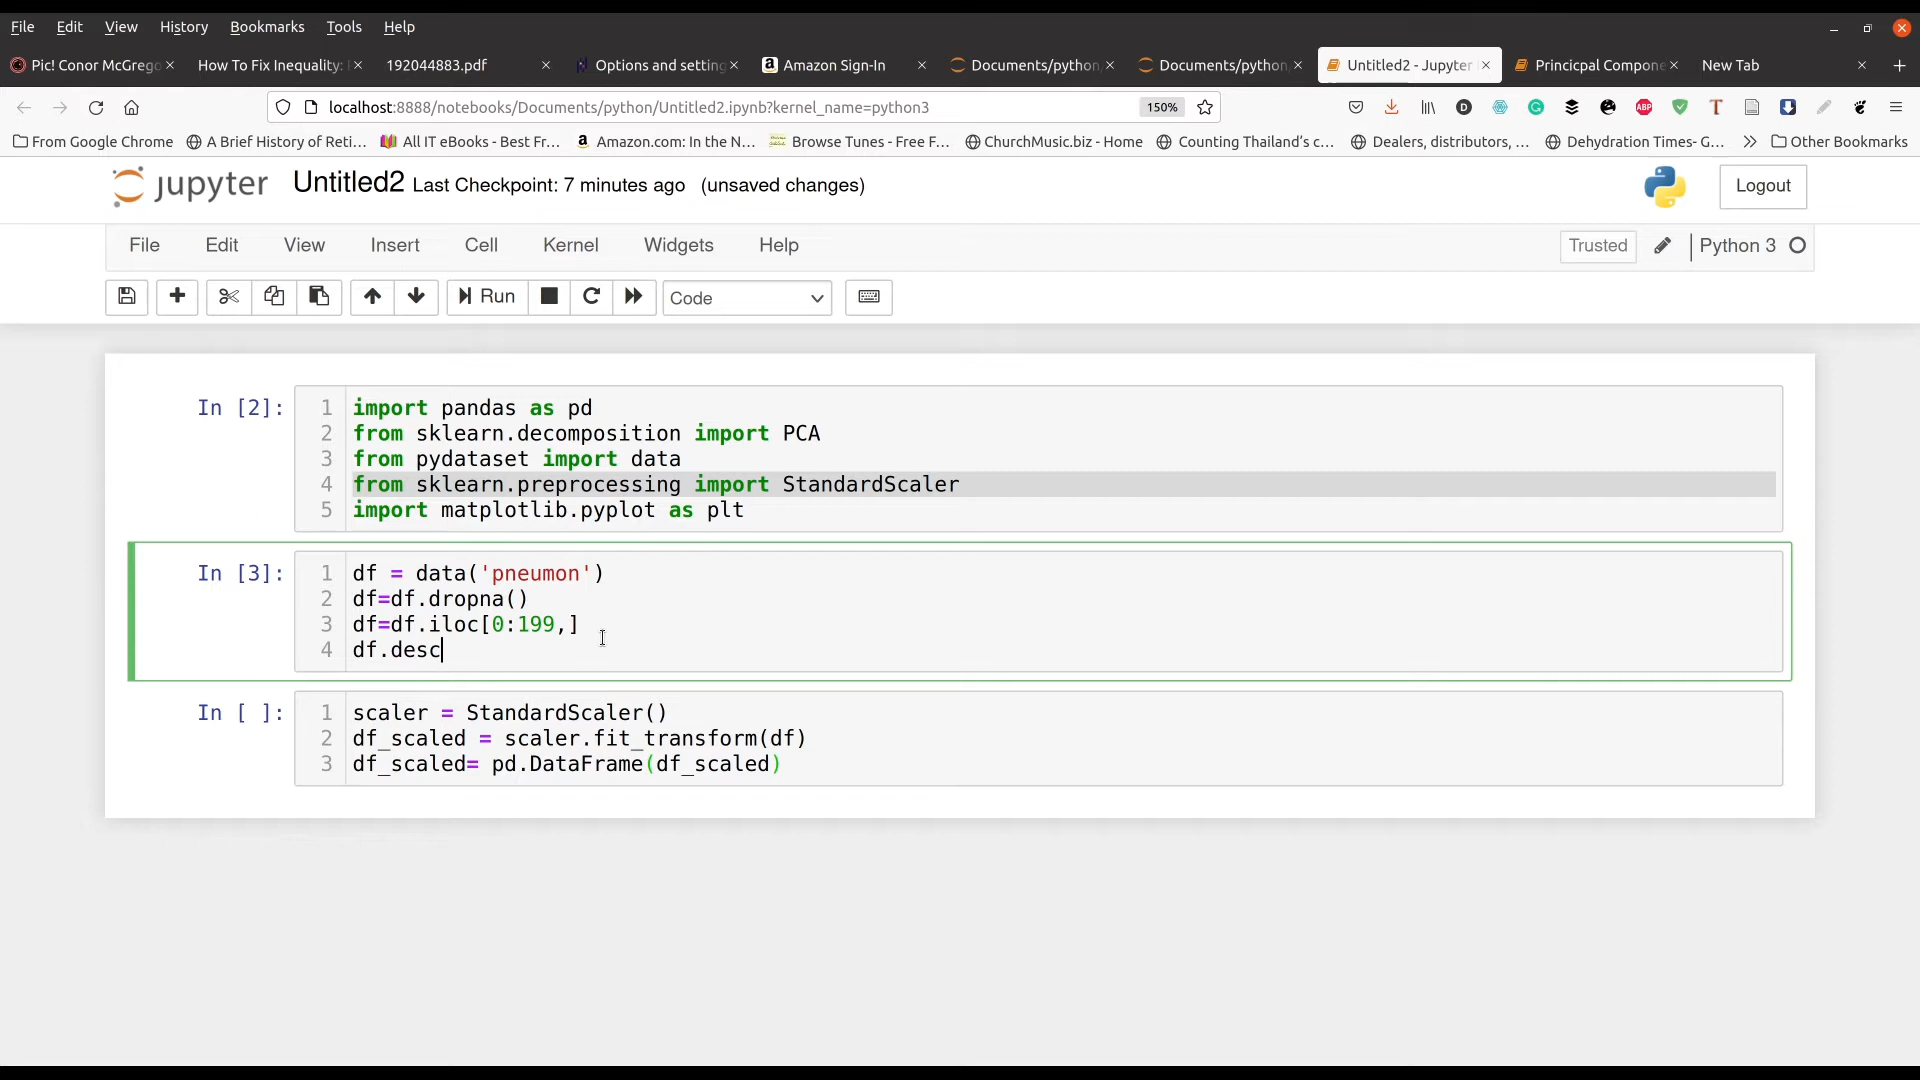 File Edit View History Bookmarks Tools Help
Pic! Conor McGrego How To Fix Inequality: 192044883.pdf Options and setting Amazon Sign-In Documents/python, Documents/python, Untitled2 - Jupyter Princicpal Compone New Tab
localhost:8888/notebooks/Documents/python/Untitled2.ipynb?kernel_name=python3 150%
From Google Chrome A Brief History of Reti... All IT eBooks - Best Fr... Amazon.com: In the N... Browse Tunes - Free F... ChurchMusic.biz - Home Counting Thailand's c... Dealers, distributors, ... Dehydration Times- G... Other Bookmarks
jupyter Untitled2 Last Checkpoint: 7 minutes ago (unsaved changes) Logout
File Edit View Insert Cell Kernel Widgets Help Trusted Python 3
Run Code
In [2]: 1 import pandas as pd
2 from sklearn.decomposition import PCA
3 from pydataset import data
4 from sklearn.preprocessing import StandardScaler
5 import matplotlib.pyplot as plt
In [3]: 1 df = data('pneumon')
2 df=df.dropna()
3 df=df.iloc[0:199,]
4 df.desc
In [ ]: 1 scaler = StandardScaler()
2 df_scaled = scaler.fit_transform(df)
3 df_scaled= pd.DataFrame(df_scaled)